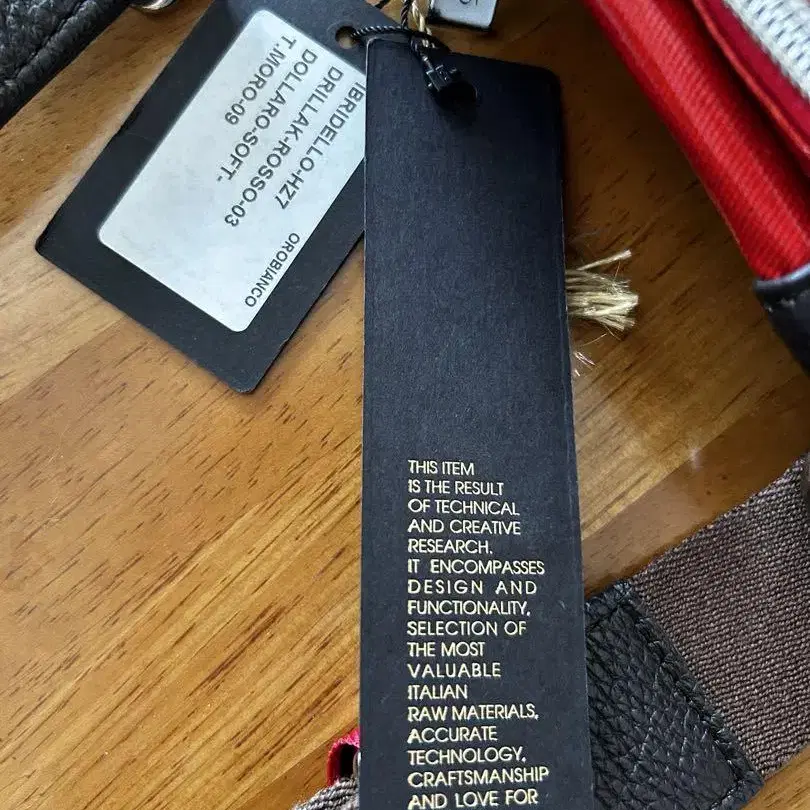 IBRIDELLO-HZ7
DRILLAK-ROSSO-03
DOLLARO-SOFT-
T.MORO-09
OROBIANCO
THIS ITEM
IS THE RESULT
OF TECHNICAL
AND CREATIVE
RESEARCH.
IT ENCOMPASSES
DESIGN AND
FUNCTIONALITY,
SELECTION OF
THE MOST
VALUABLE
ITALIAN
RAW MATERIALS,
ACCURATE
TECHNOLOGY,
CRAFTSMANSHIP
AND LOVE FOR